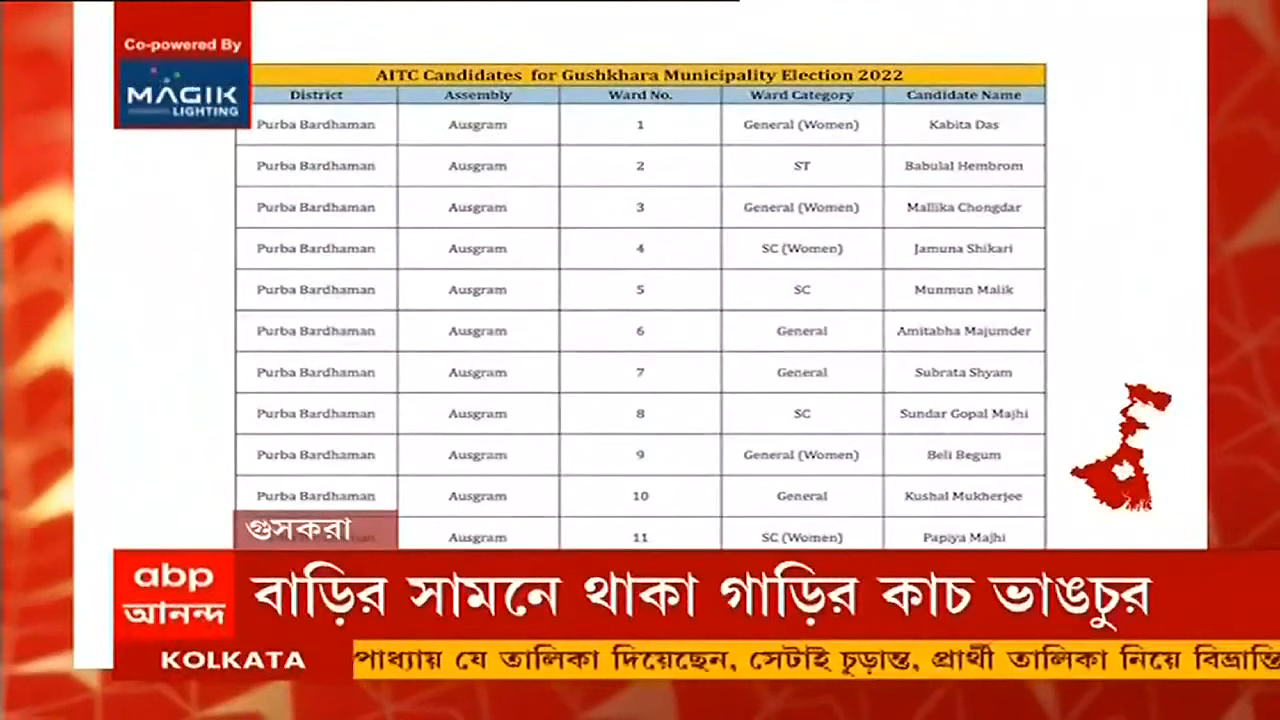 Co-powered By
MAGIK
LIGHTING
AITC Candidates for Gushkhara Municipality Election 2022
District Assembly Ward No. Ward Category Candidate Name
Purba Bardhaman Ausgram 1 General (Women) Kabita Das
Purba Bardhaman Ausgram 2 ST Babulal Hembrom
Purba Bardhaman Ausgram 3 General (Women) Mallika Chongdar
Purba Bardhaman Ausgram 4 SC (Women) Jamuna Shikari
Purba Bardhaman Ausgram 5 SC Munmun Malik
Purba Bardhaman Ausgram 6 General Amitabha Majumder
Purba Bardhaman Ausgram 7 General Subrata Shyam
Purba Bardhaman Ausgram 8 SC Sundar Gopal Majhi
Purba Bardhaman Ausgram 9 General (Women) Beli Begum
Purba Bardhaman Ausgram 10 General Kushal Mukherjee
Ausgram 11 SC (Women) Papiya Majhi
গুসকরা
abp
আনন্দ
বাড়ির সামনে থাকা গাড়ির কাচ ভাঙচুর
KOLKATA
পাধ্যায় যে তালিকা দিয়েছেন, সেটাই চূড়ান্ত, প্রার্থী তালিকা নিয়ে বিভ্রান্তি